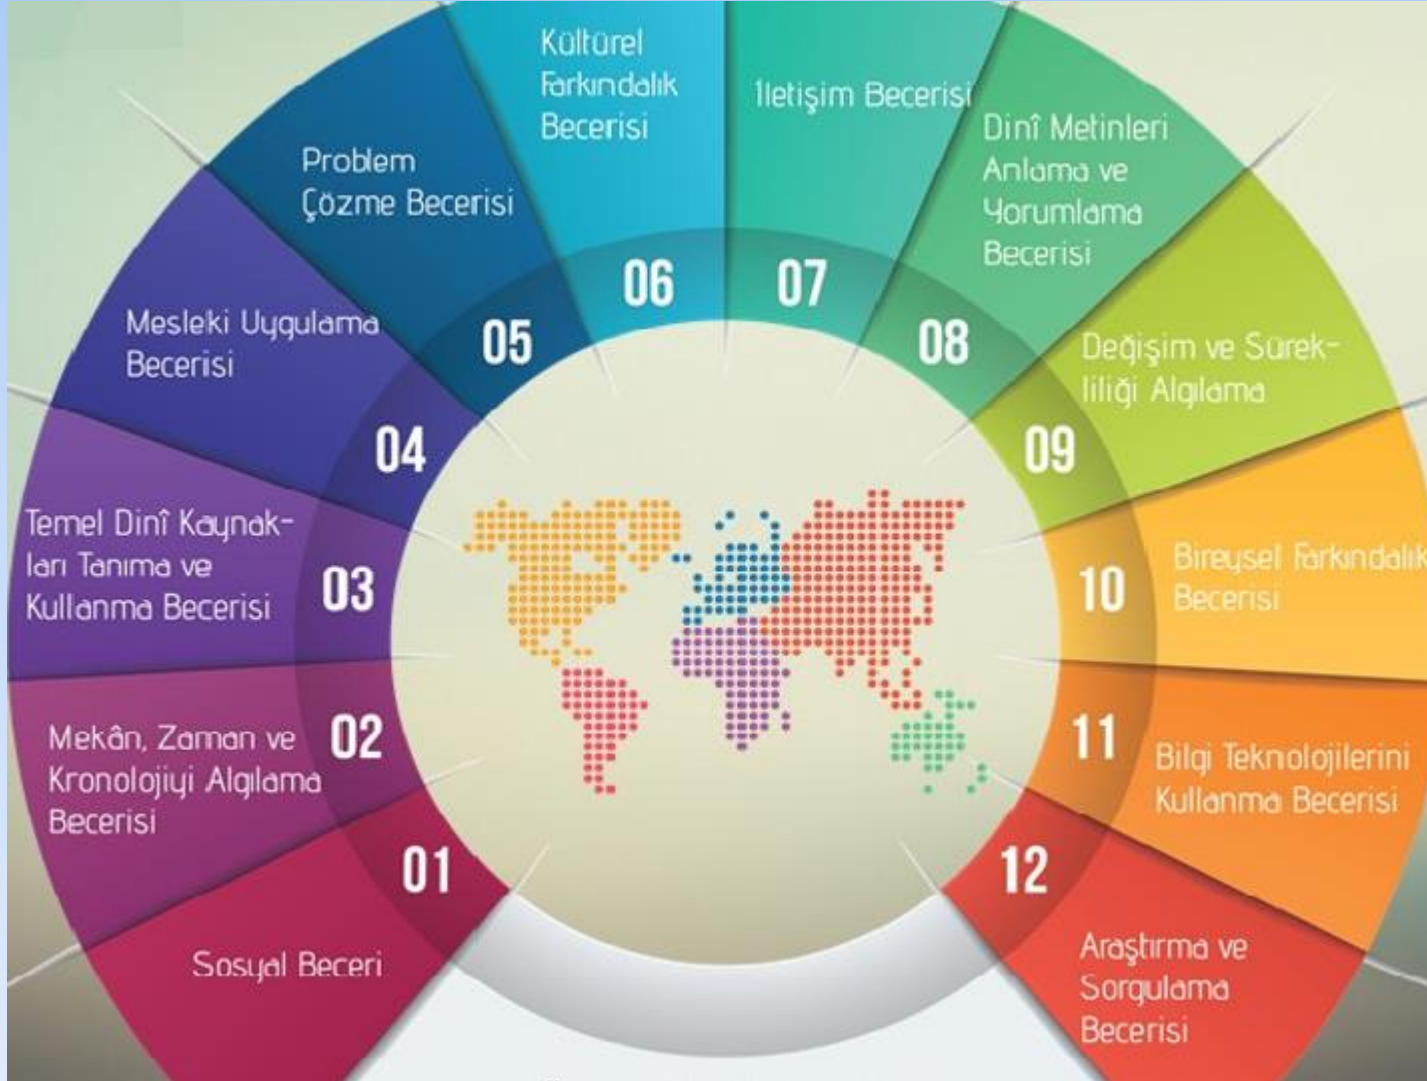 01
Sosyal Beceri
02
Mekân, Zaman ve
Kronolojiyi Algılama
Becerisi
03
Temel Dinî Kaynak-
ları Tanıma ve
Kullanma Becerisi
04
Mesleki Uygulama
Becerisi
05
Problem
Çözme Becerisi
06
Kültürel
Farkındalık
Becerisi
07
İletişim Becerisi
08
Dinî Metinleri
Anlama ve
Yorumlama
Becerisi
09
Değişim ve Sürek-
liliği Algılama
10
Bireysel Farkındalık
Becerisi
11
Bilgi Teknolojilerini
Kullanma Becerisi
12
Araştırma ve
Sorgulama
Becerisi